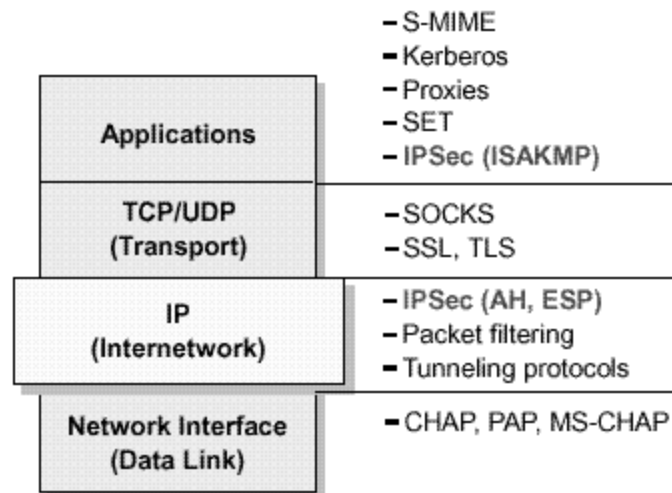 - S-MIME
- Kerberos
- Proxies
- SET
- IPSec (ISAKMP)
Applications
TCP/UDP
(Transport)
- SOCKS
- SSL, TLS
IP
(Internetwork)
- IPSec (AH, ESP)
- Packet filtering
- Tunneling protocols
Network Interface
(Data Link)
- CHAP, PAP, MS-CHAP